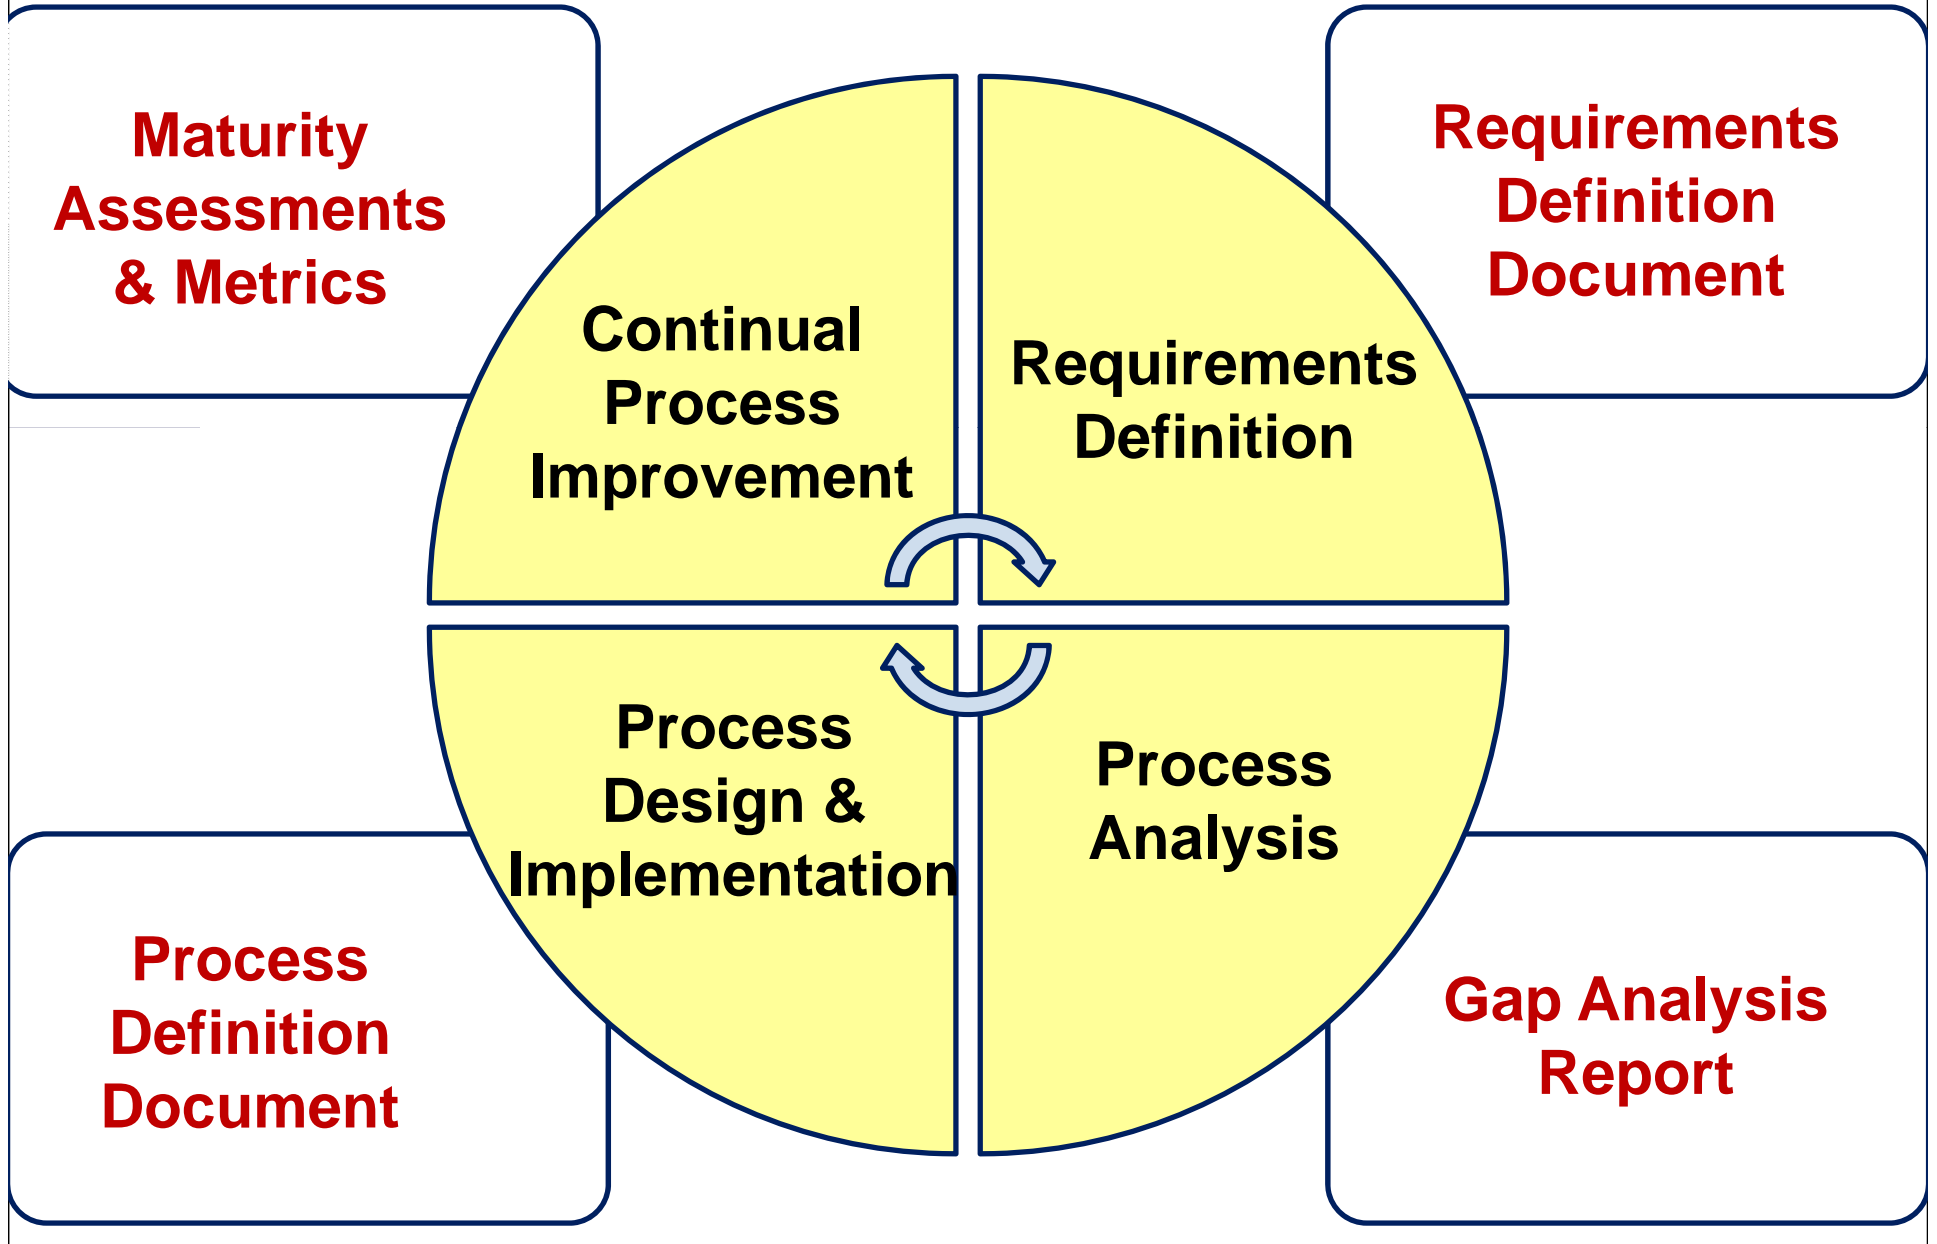 Maturity
Assessments
& Metrics
Requirements
Definition
Document
Continual
Process
Improvement
Requirements
Definition
Process
Design &
Implementation
Process
Analysis
Process
Definition
Document
Gap Analysis
Report